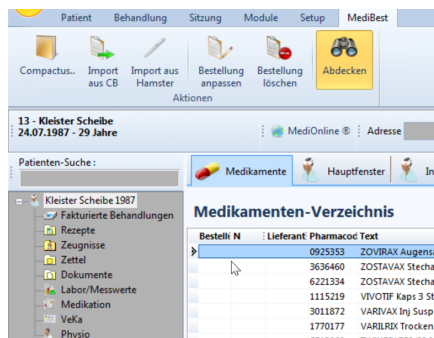 Patient Behandlung Sitzung Module Setup MediBest
Compactus.. Import aus CB Import aus Hamster Bestellung anpassen Bestellung löschen Abdecken
Aktionen
13 - Kleister Scheibe
24.07.1987 - 29 Jahre
MediOnline ® Adresse
Patienten-Suche :
Medikamente Hauptfenster In
Kleister Scheibe 1987
Fakturierte Behandlungen
Rezepte
Zeugnisse
Zettel
Dokumente
Labor/Messwerte
Medikation
VeKa
Physio
Medikamenten-Verzeichnis
Bestellu N Lieferant Pharmacod Text
0925353 ZOVIRAX Augensa
3636460 ZOSTAVAX Stecha
6221334 ZOSTAVAX Stecha
1115219 VIVOTIF Kaps 3 St
3011872 VARIVAX Inj Susp
1770177 VARILRIX Trocken